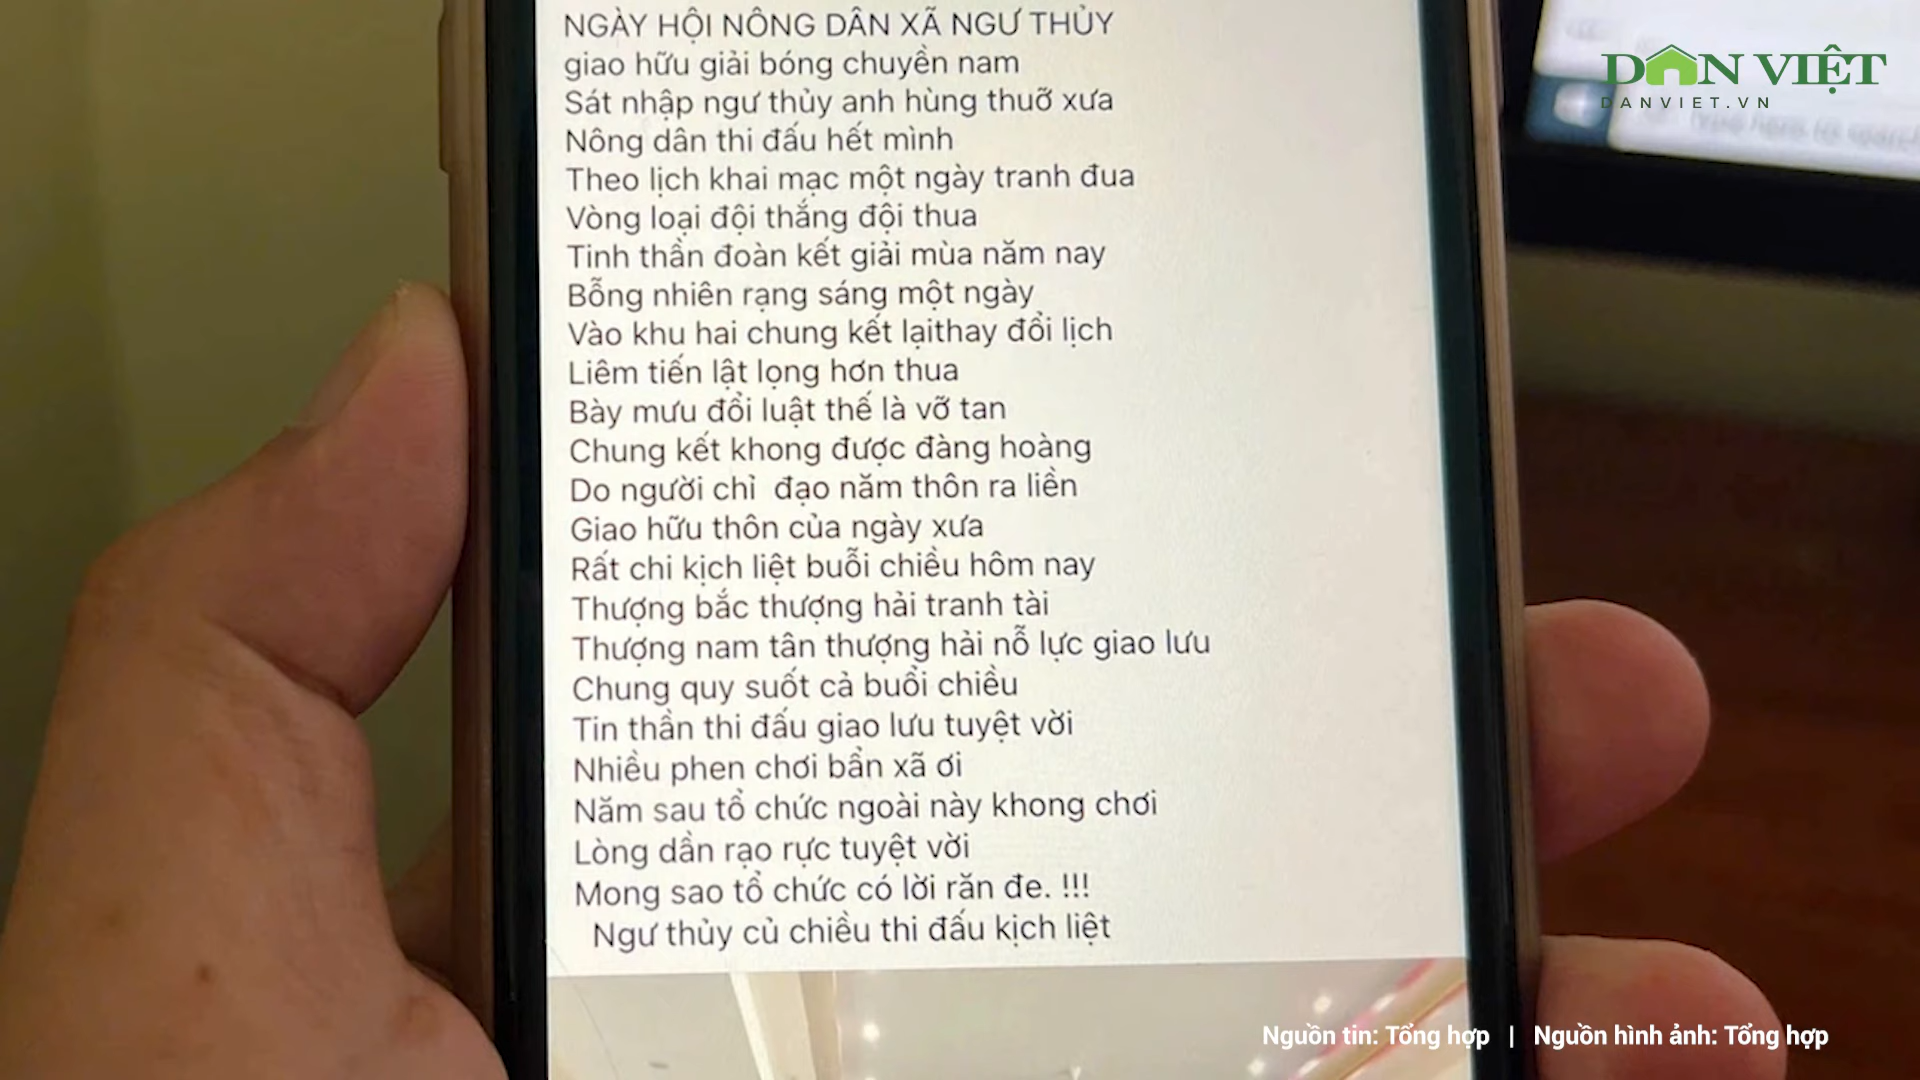 NGÀY HỘI NÔNG DÂN XÃ NGƯ THỦY
giao hữu giải bóng chuyền nam
Sát nhập ngư thủy anh hùng thuỡ xưa
Nông dân thi đấu hết mình
Theo lịch khai mạc một ngày tranh đua
Vòng loại đội thắng đội thua
Tinh thần đoàn kết giải mùa năm nay
Bỗng nhiên rạng sáng một ngày
Vào khu hai chung kết lạithay đổi lịch
Liêm tiến lật lọng hơn thua
Bày mưu đổi luật thế là vỡ tan
Chung kết khong được đàng hoàng
Do người chỉ  đạo năm thôn ra liền
Giao hữu thôn của ngày xưa
Rất chi kịch liệt buỗi chiều hôm nay
Thượng bắc thượng hải tranh tài
Thượng nam tân thượng hải nỗ lực giao lưu
Chung quy suốt cả buổi chiều
Tin thần thi đấu giao lưu tuyệt vời
Nhiều phen chơi bẩn xã ơi
Năm sau tổ chức ngoài này khong chơi
Lòng dần rạo rực tuyệt vời
Mong sao tổ chức có lời răn đe. !!!
Ngư thủy củ chiều thi đấu kịch liệt
DÂN VIỆT
DANVIET.VN
Type here to search
Nguồn tin: Tổng hợp | Nguồn hình ảnh: Tổng hợp